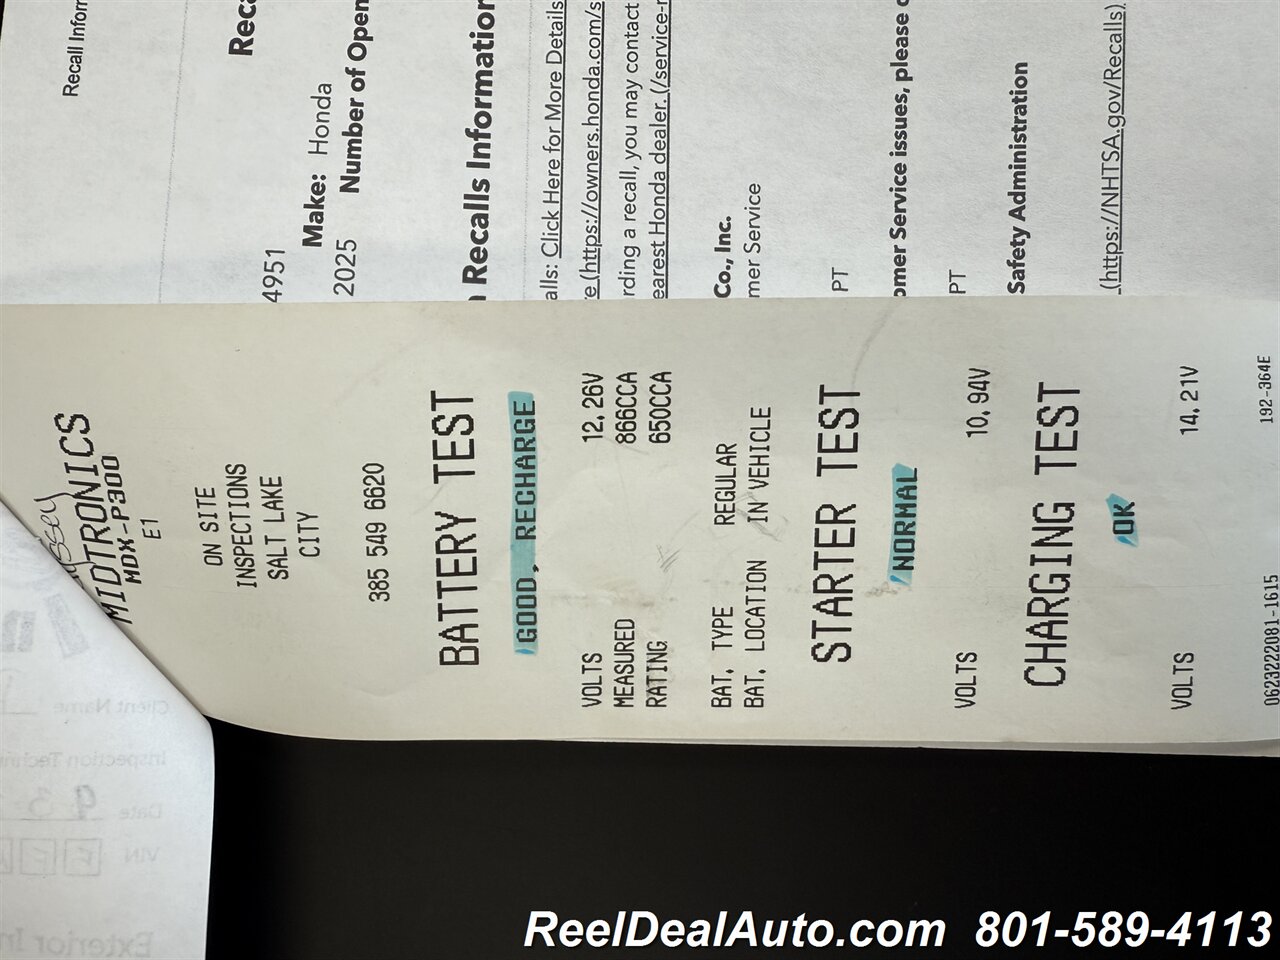 Recall Inform
Reca
4951
Make: Honda
2025
Number of Open
Recalls Information
alls: Click Here for More Details
e (https://owners.honda.com/s
rding a recall, you may contact
earest Honda dealer. (/service-r
Co., Inc.
mer Service
PT
omer Service issues, please c
PT
Safety Administration
(https://NHTSA.gov/Recalls)
MIDTRONICS
MDX-P300
E1
ON SITE
INSPECTIONS
SALT LAKE
CITY
385 549 6620
BATTERY TEST
GOOD, RECHARGE
VOLTS 12.26V
MEASURED 866CCA
RATING 650CCA
BAT. TYPE REGULAR
BAT. LOCATION IN VEHICLE
STARTER TEST
NORMAL
VOLTS 10.94V
CHARGING TEST
OK
VOLTS 14.21V
0623222081-1615 192-364E
Client Name
Inspection Techni
Date 9 3
VIN
Exterior In
ReelDealAuto.com 801-589-4113